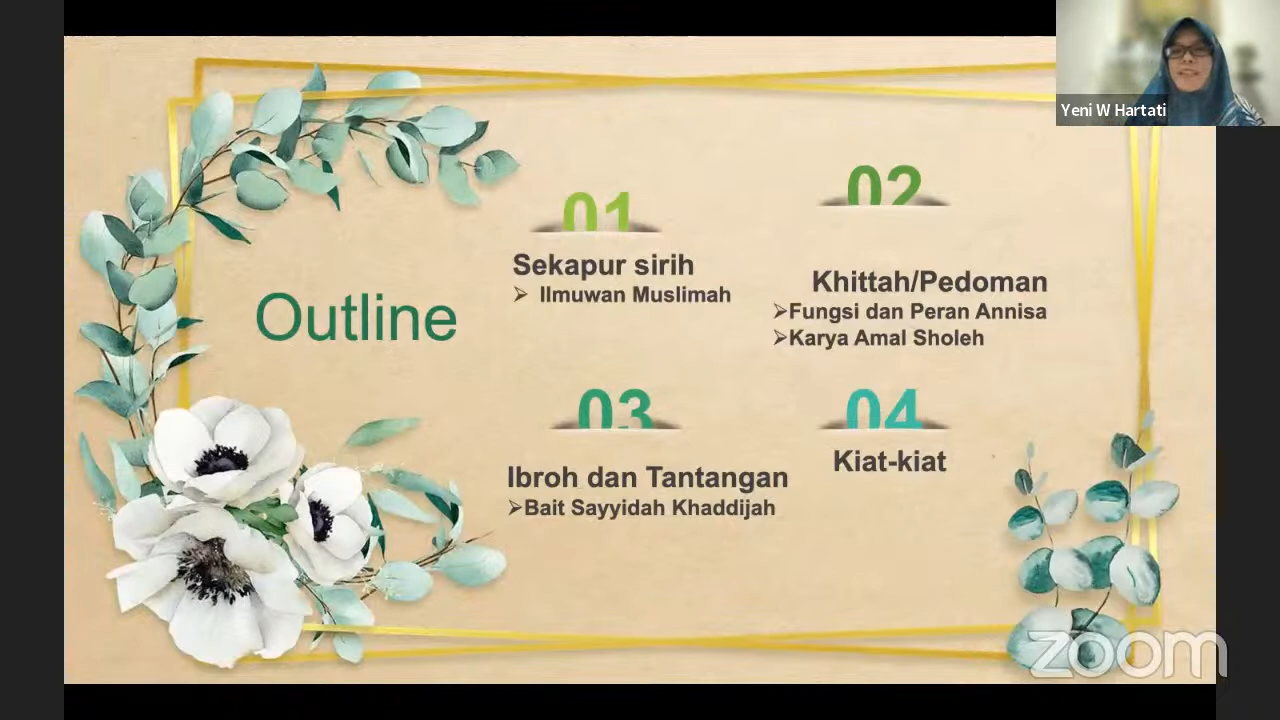 Yeni W Hartati
Outline
01
Sekapur sirih
➢ Ilmuwan Muslimah
02
Khittah/Pedoman
➢Fungsi dan Peran Annisa
➢Karya Amal Sholeh
03
Ibroh dan Tantangan
➢Bait Sayyidah Khaddijah
04
Kiat-kiat
zoom